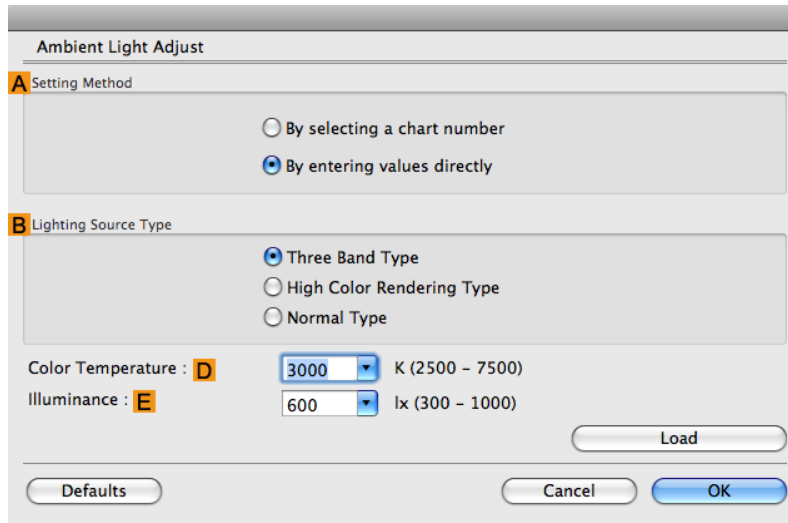 Ambient Light Adjust
A Setting Method
By selecting a chart number
By entering values directly
B Lighting Source Type
Three Band Type
High Color Rendering Type
Normal Type
Color Temperature : D 3000 K (2500 – 7500)
Illuminance : E 600 lx (300 – 1000)
Load
Defaults Cancel OK